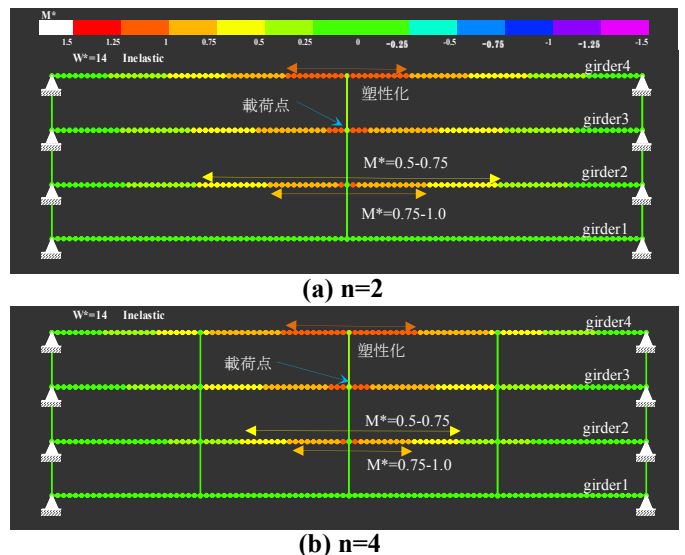 M*
1.5 1.25 1 0.75 0.5 0.25 0 -0.25 -0.5 -0.75 -1 -1.25 -1.5
W*=14 Inelastic
girder4
塑性化
載荷点
girder3
M*=0.5-0.75
girder2
M*=0.75-1.0
girder1
(a) n=2
W*=14 Inelastic
girder4
塑性化
載荷点
girder3
M*=0.5-0.75
girder2
M*=0.75-1.0
girder1
(b) n=4